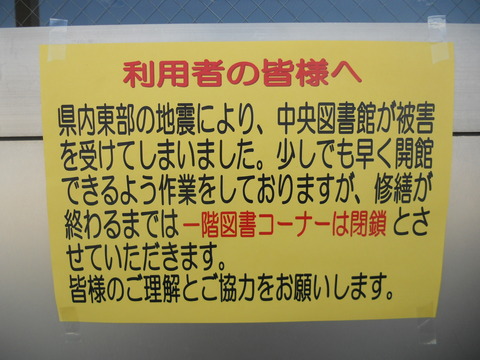 利用者の皆様へ
県内東部の地震により、中央図書館が被害
を受けてしまいました。少しでも早く開館
できるよう作業をしておりますが、修繕が
終わるまでは一階図書コーナーは閉鎖とさ
せていただきます。
皆様のご理解とご協力をお願いします。